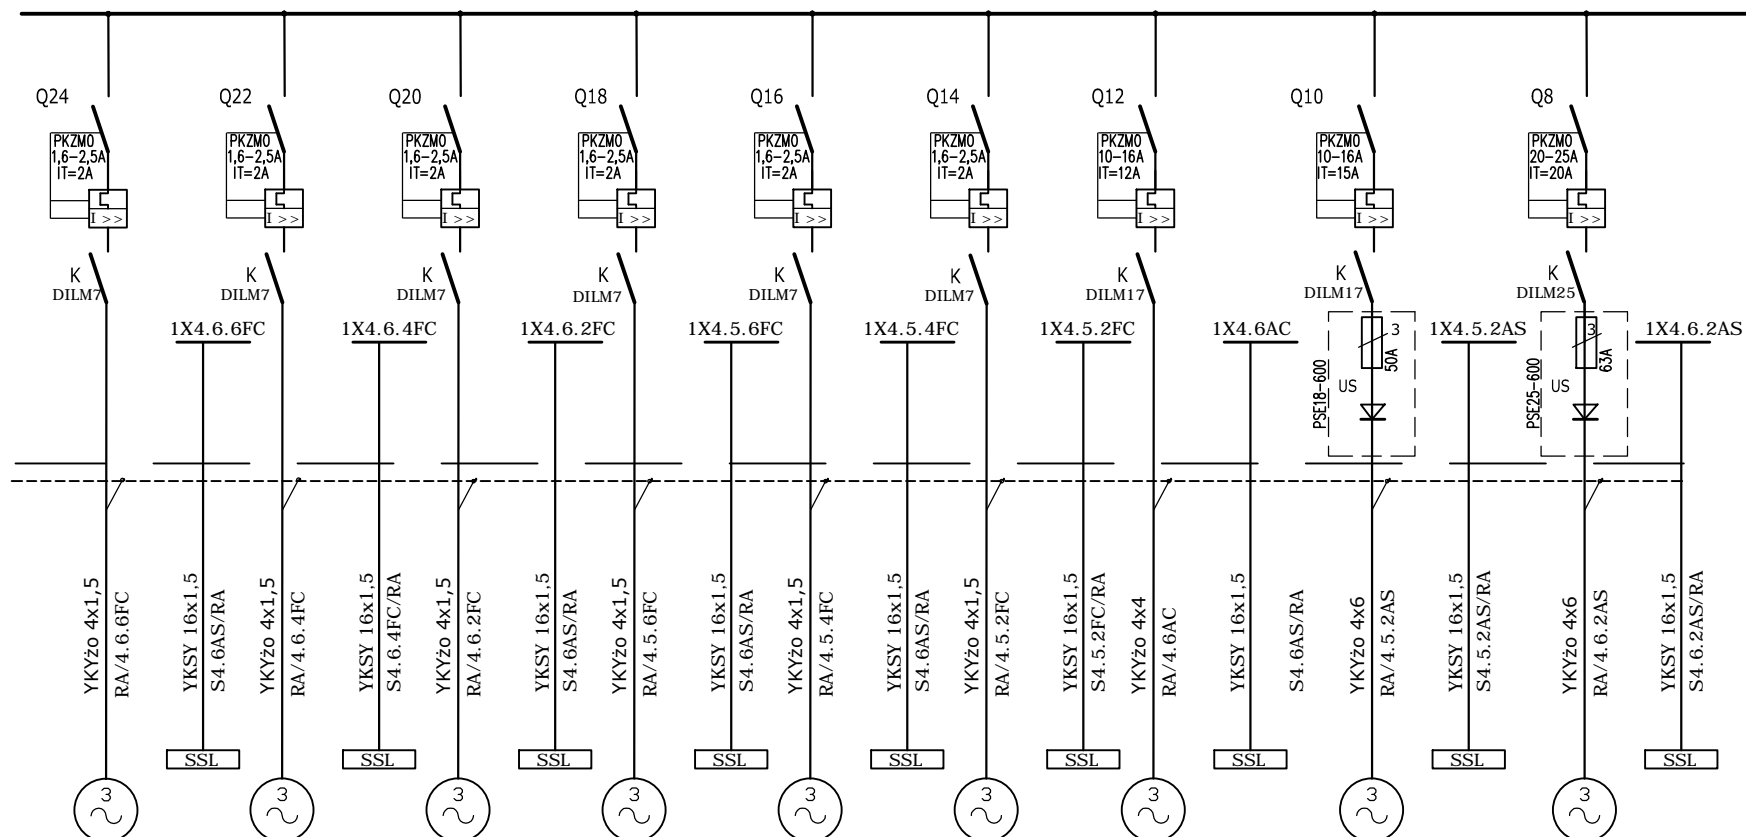 Q24
Q22
Q20
Q18
Q16
Q14
Q12
Q10
Q8
PKZM0
1,6-2,5A
IT=2A
PKZM0
1,6-2,5A
IT=2A
PKZM0
1,6-2,5A
IT=2A
PKZM0
1,6-2,5A
IT=2A
PKZM0
1,6-2,5A
IT=2A
PKZM0
1,6-2,5A
IT=2A
PKZM0
10-16A
IT=12A
PKZM0
10-16A
IT=15A
PKZM0
20-25A
IT=20A
I >>
I >>
I >>
I >>
I >>
I >>
I >>
I >>
I >>
K
DILM7
K
DILM7
K
DILM7
K
DILM7
K
DILM7
K
DILM7
K
DILM17
K
DILM17
K
DILM25
1X4.6.6FC
1X4.6.4FC
1X4.6.2FC
1X4.5.6FC
1X4.5.4FC
1X4.5.2FC
1X4.6AC
1X4.5.2AS
1X4.6.2AS
3
50A
US
PSE18-600
3
63A
US
PSE25-600
YKYżo 4x1,5
RA/4.6.6FC
YKSY 16x1,5
S4.6AS/RA
YKYżo 4x1,5
RA/4.6.4FC
YKSY 16x1,5
S4.6.4FC/RA
YKYżo 4x1,5
RA/4.6.2FC
YKSY 16x1,5
S4.6AS/RA
YKYżo 4x1,5
RA/4.5.6FC
YKSY 16x1,5
S4.6AS/RA
YKYżo 4x1,5
RA/4.5.4FC
YKSY 16x1,5
S4.6AS/RA
YKYżo 4x1,5
RA/4.5.2FC
YKSY 16x1,5
S4.5.2FC/RA
YKYżo 4x4
RA/4.6AC
YKSY 16x1,5
S4.6AS/RA
YKYżo 4x6
RA/4.5.2AS
YKSY 16x1,5
S4.5.2AS/RA
YKYżo 4x6
RA/4.6.2AS
YKSY 16x1,5
S4.6.2AS/RA
SSL
SSL
SSL
SSL
SSL
SSL
SSL
SSL
SSL
3
3
3
3
3
3
3
3
3